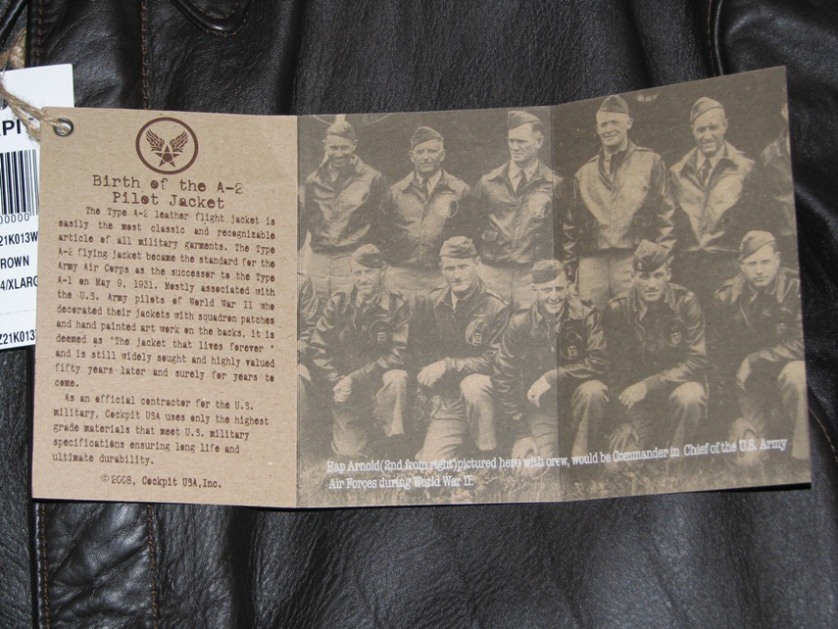 Birth of the A-2
Pilot Jacket
The Type A-2 leather flight jacket is
easily the most classic and recognizable
article of all military garments. The Type
A-2 flying jacket became the standard for the
Army Air Corps as the successor to the Type
A-1 on May 9, 1931. Mostly associated with
the U.S. Army pilots of World War II who
decorated their jackets with squadron patches
and hand painted art work on the backs, it is
deemed as "The jacket that lives forever "
and is still widely sought and highly valued
fifty years later and surely for years to
come.
As an official contractor for the U.S.
military, Cockpit USA uses only the highest
grade materials that meet U.S. military
specifications ensuring long life and
ultimate durability.
© 2008, Cockpit USA,Inc.
Hap Arnold(2nd from right)pictured here with crew, would be Commander in Chief of the U.S. Army
Air Forces during World War II.
PI
00000
Z21K013W
ROWN
4/XLARG
Z21K013